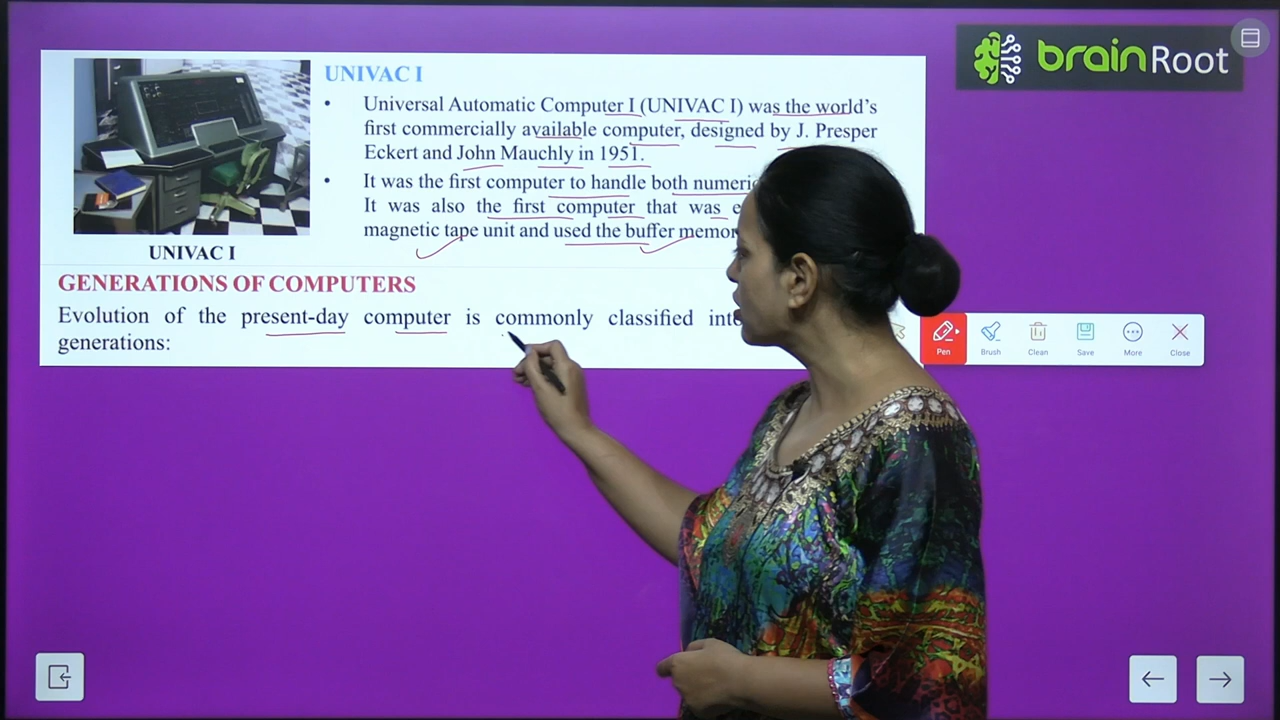 brainRoot
UNIVAC I
• Universal Automatic Computer I (UNIVAC I) was the world's
first commercially available computer, designed by J. Presper
Eckert and John Mauchly in 1951.
• It was the first computer to handle both
It was also the first computer that was
magnetic tape unit and used the buffer
UNIVAC I
GENERATIONS OF COMPUTERS
Evolution of the present-day computer is commonly classified
generations:
Pen
Brush
Clean
Save
More
Close